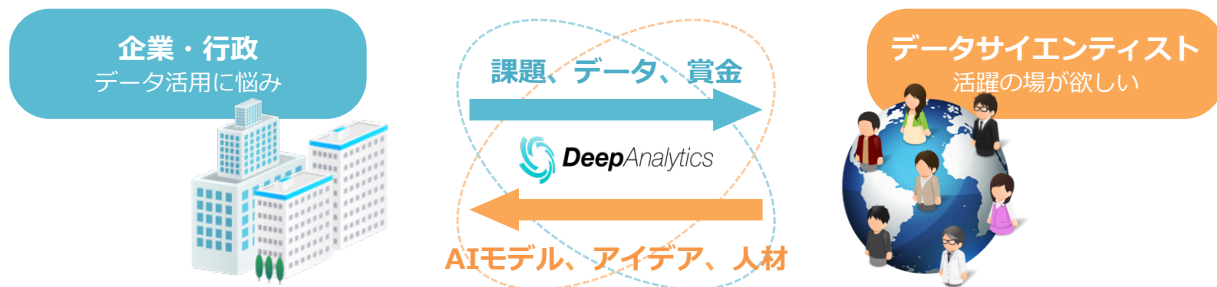 企業・行政
データ活用に悩み
課題、データ、賞金
DeepAnalytics
AIモデル、アイデア、人材
データサイエンティスト
活躍の場が欲しい